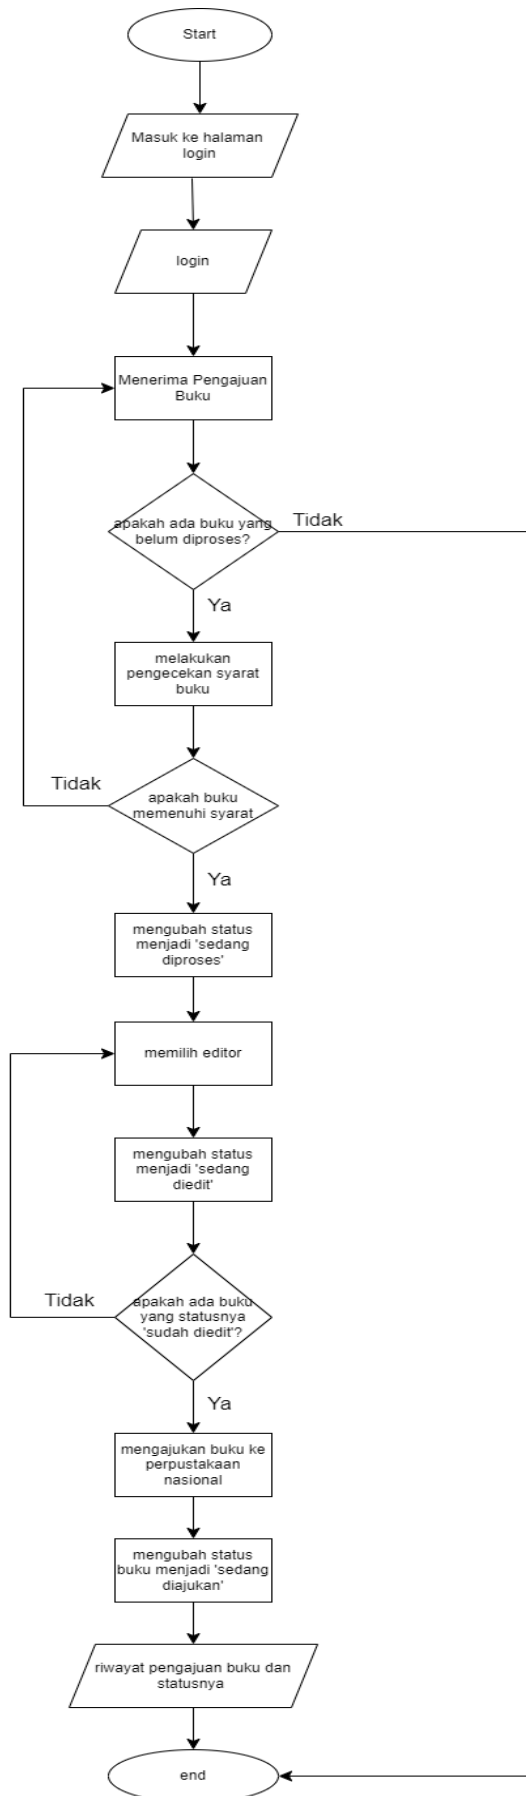 Start
Masuk ke halaman
login
login
Menerima Pengajuan
Buku
apakah ada buku yang
belum diproses?
Tidak
Ya
melakukan
pengecekan syarat
buku
Tidak
apakah buku
memenuhi syarat
Ya
mengubah status
menjadi 'sedang
diproses'
memilih editor
mengubah status
menjadi 'sedang
diedit'
Tidak
apakah ada buku
yang statusnya
'sudah diedit'?
Ya
mengajukan buku ke
perpustakaan
nasional
mengubah status
buku menjadi 'sedang
diajukan'
riwayat pengajuan buku dan
statusnya
end